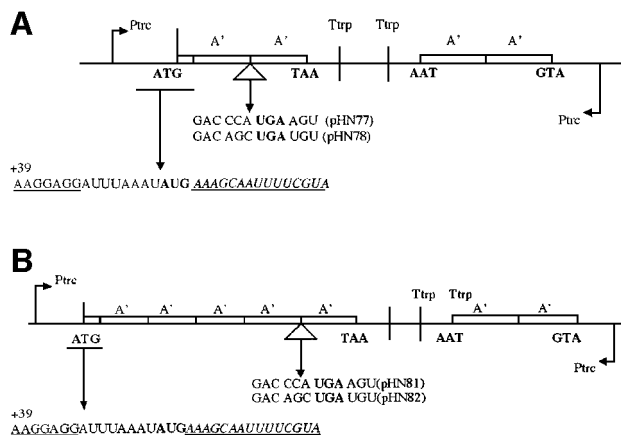 A
Ptrc A' A' Ttrp Ttrp A' A'
ATG TAA AAT GTA
GAC CCA UGA AGU (pHN77)
GAC AGC UGA UGU (pHN78)
Ptrc
+39
AAGGAGGAUUUAAAUAUGAAAGCAAUUUUCGUA
B
Ptrc A' A' A' A' A' Ttrp Ttrp A' A'
ATG TAA AAT GTA
Ptrc
GAC CCA UGA AGU(pHN81)
GAC AGC UGA UGU(pHN82)
+39
AAGGAGGAUUUAAAUAUGAAAGCAAUUUUCGUA